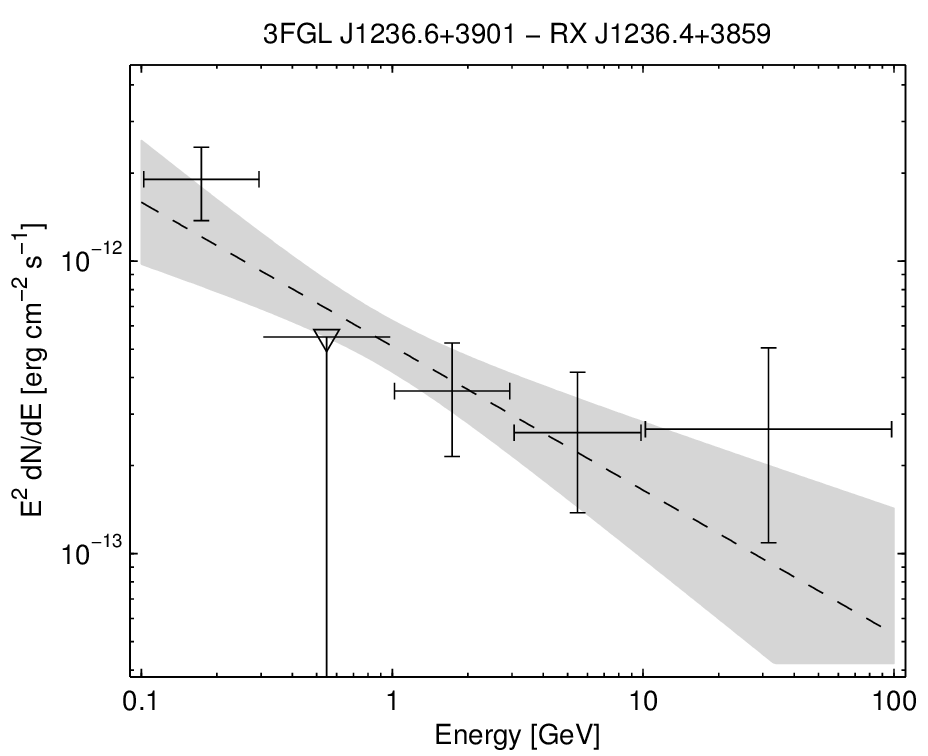 3FGL J1236.6+3901 − RX J1236.4+3859
E² dN/dE [erg cm⁻² s⁻¹]
10⁻¹²
10⁻¹³
0.1 1 10 100
Energy [GeV]